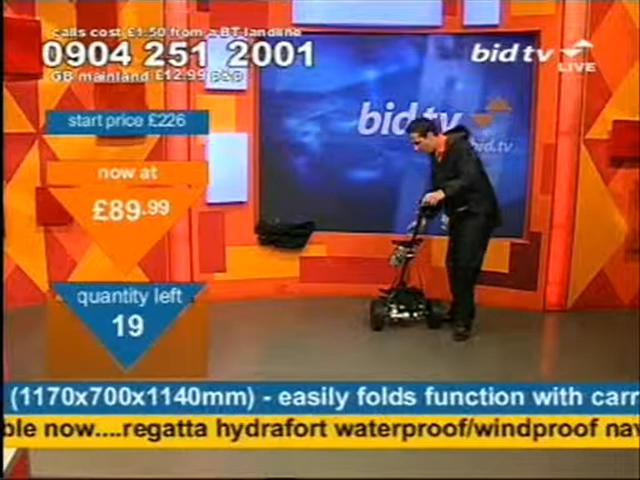 calls cost £1.50 from a BT landline
0904 251 2001
GB mainland £12.99 P&P
bid tv
LIVE
start price £226
now at
£89.99
quantity left
19
bid tv
bid.tv
(1170x700x1140mm) - easily folds function with carr
ble now....regatta hydrafort waterproof/windproof nav